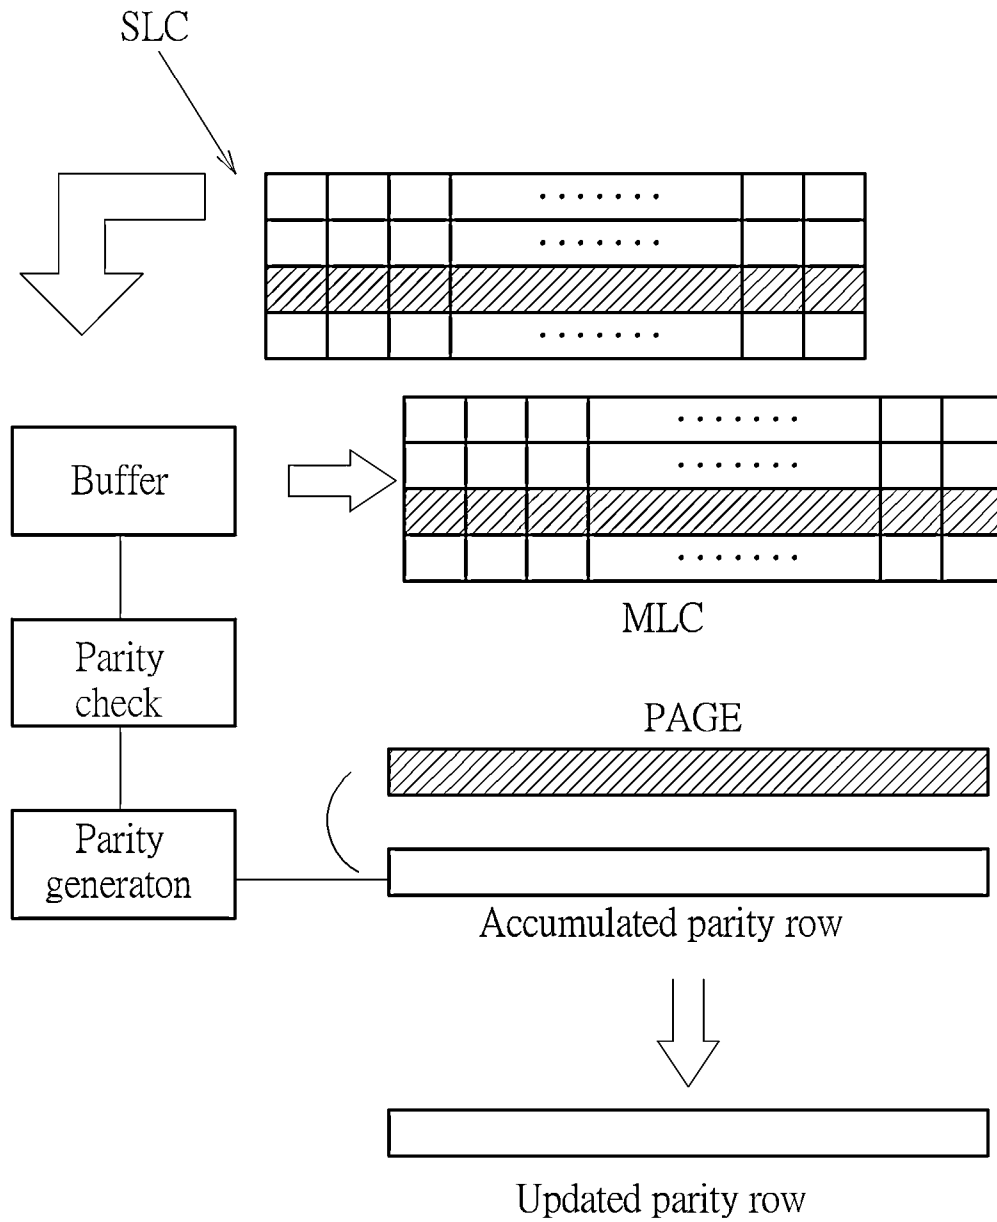 SLC
.......
.......
.......
.......
.......
Buffer
.......
MLC
Parity
check
PAGE
Parity
generaton
Accumulated parity row
Updated parity row